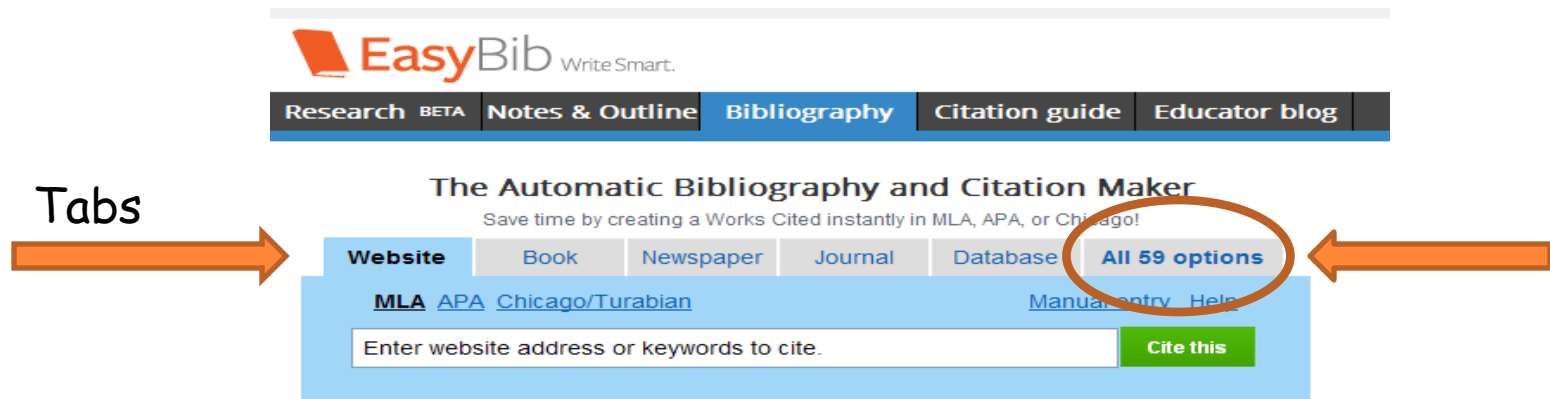 EasyBib Write Smart.
Research BETA Notes & Outline Bibliography Citation guide Educator blog
The Automatic Bibliography and Citation Maker
Tabs
Save time by creating a Works Cited instantly in MLA, APA, or Chicago!
Website Book Newspaper Journal Database All 59 options
MLA APA Chicago/Turabian Manual entry Help
Enter website address or keywords to cite. Cite this